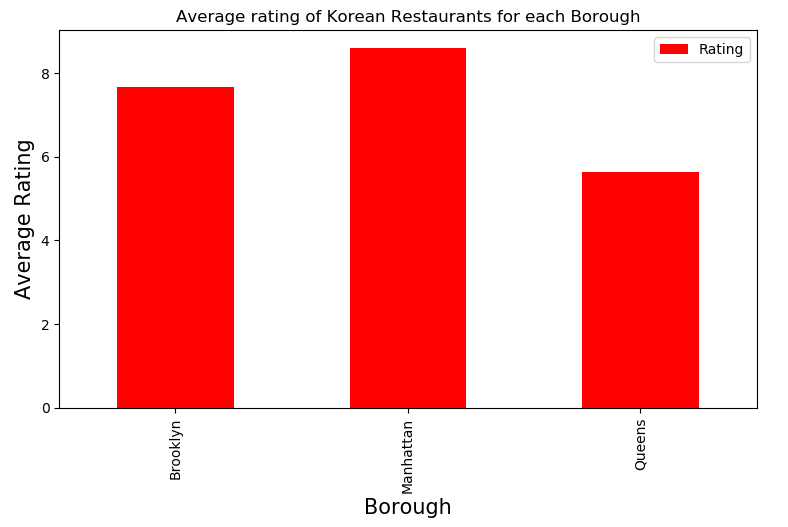 Average rating of Korean Restaurants for each Borough
Rating
Average Rating
8
6
4
2
0
Brooklyn
Manhattan
Queens
Borough